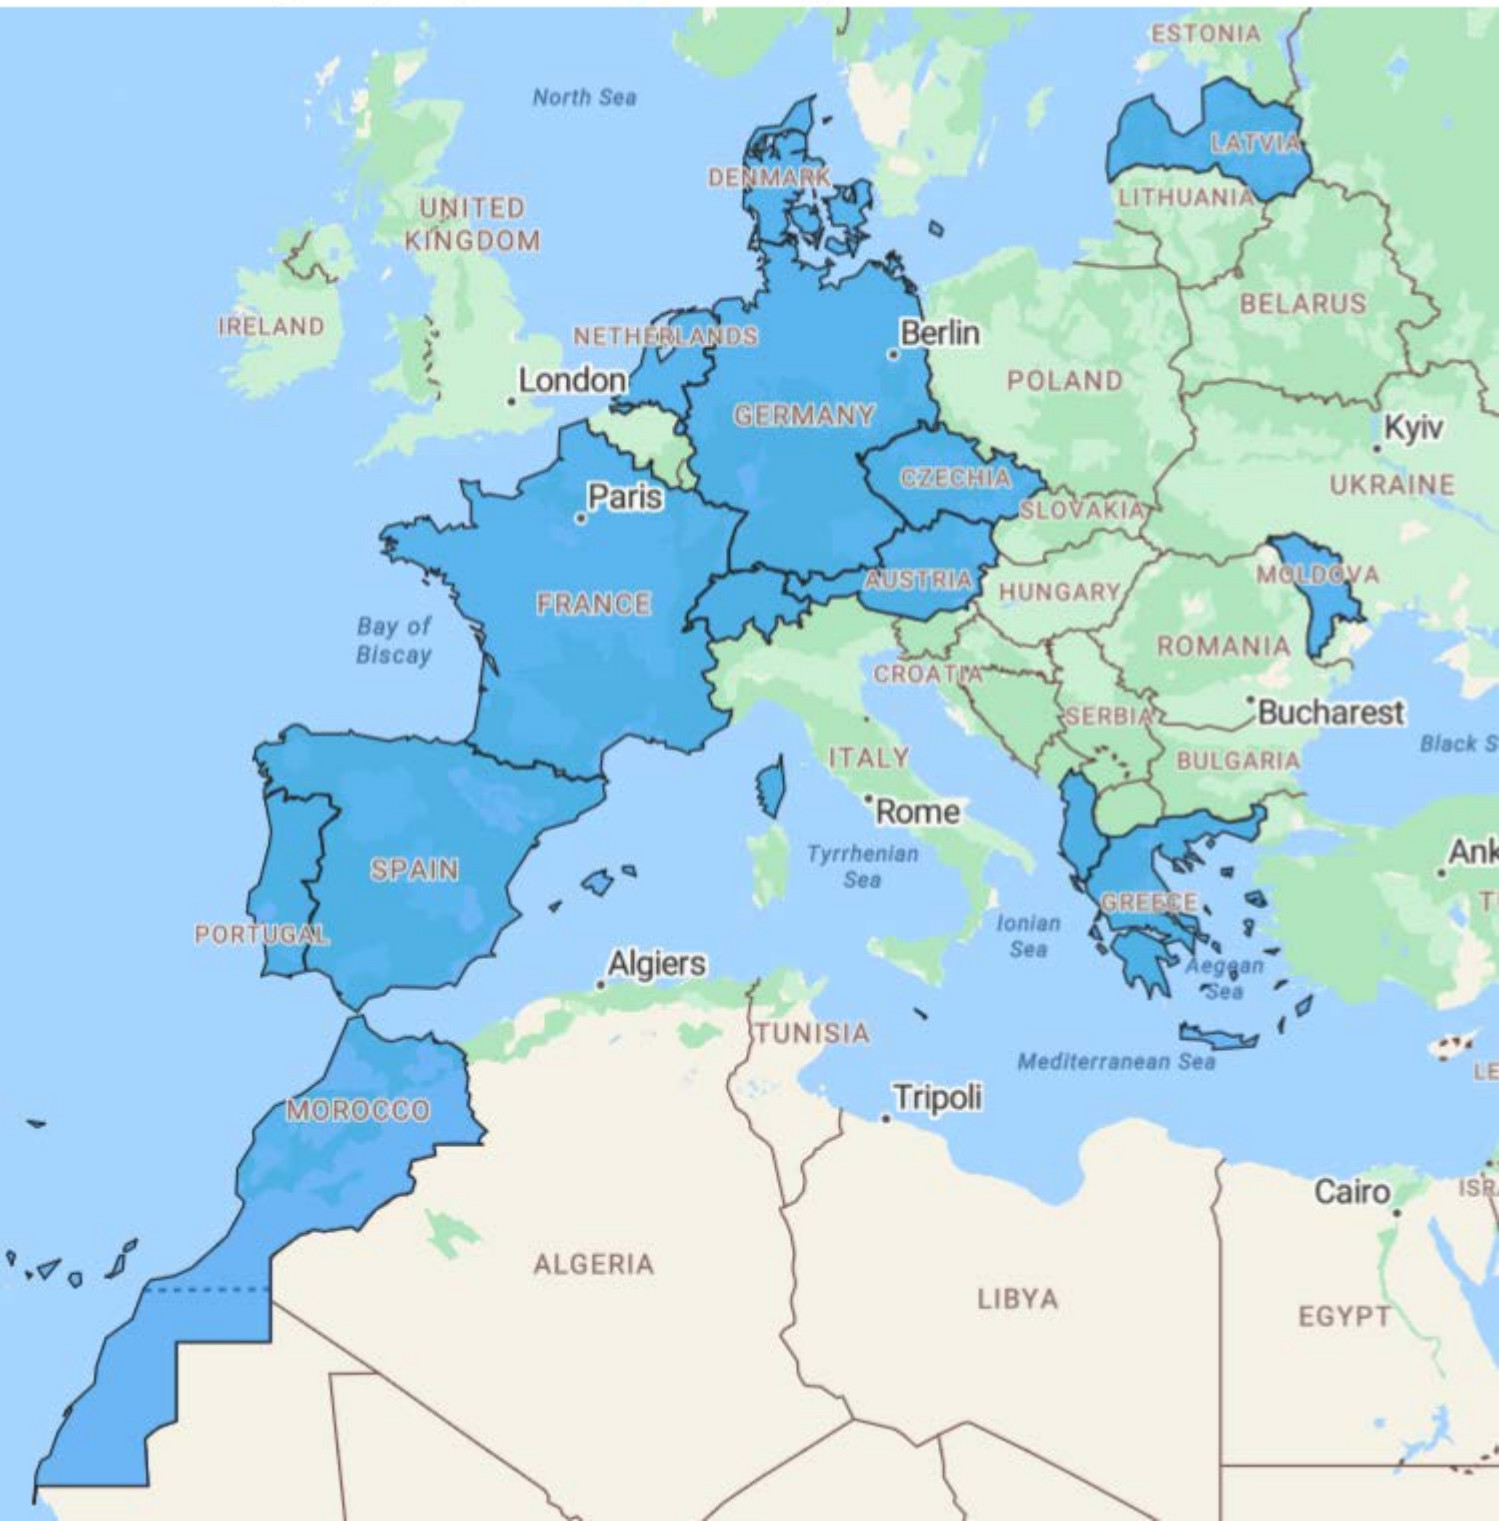 ESTONIA
North Sea
LATVIA
DENMARK
LITHUANIA
UNITED
KINGDOM
BELARUS
IRELAND
NETHERLANDS
Berlin
London
POLAND
GERMANY
Kyiv
CZECHIA
UKRAINE
Paris
SLOVAKIA
AUSTRIA
MOLDOVA
HUNGARY
FRANCE
Bay of
Biscay
ROMANIA
CROATIA
SERBIA
Bucharest
Black S
ITALY
BULGARIA
Rome
Ank
Tyrrhenian
Sea
SPAIN
GREECE
T
PORTUGAL
Ionian
Sea
Algiers
Aegean
Sea
TUNISIA
Mediterranean Sea
LE
Tripoli
MOROCCO
Cairo
ISRA
ALGERIA
LIBYA
EGYPT